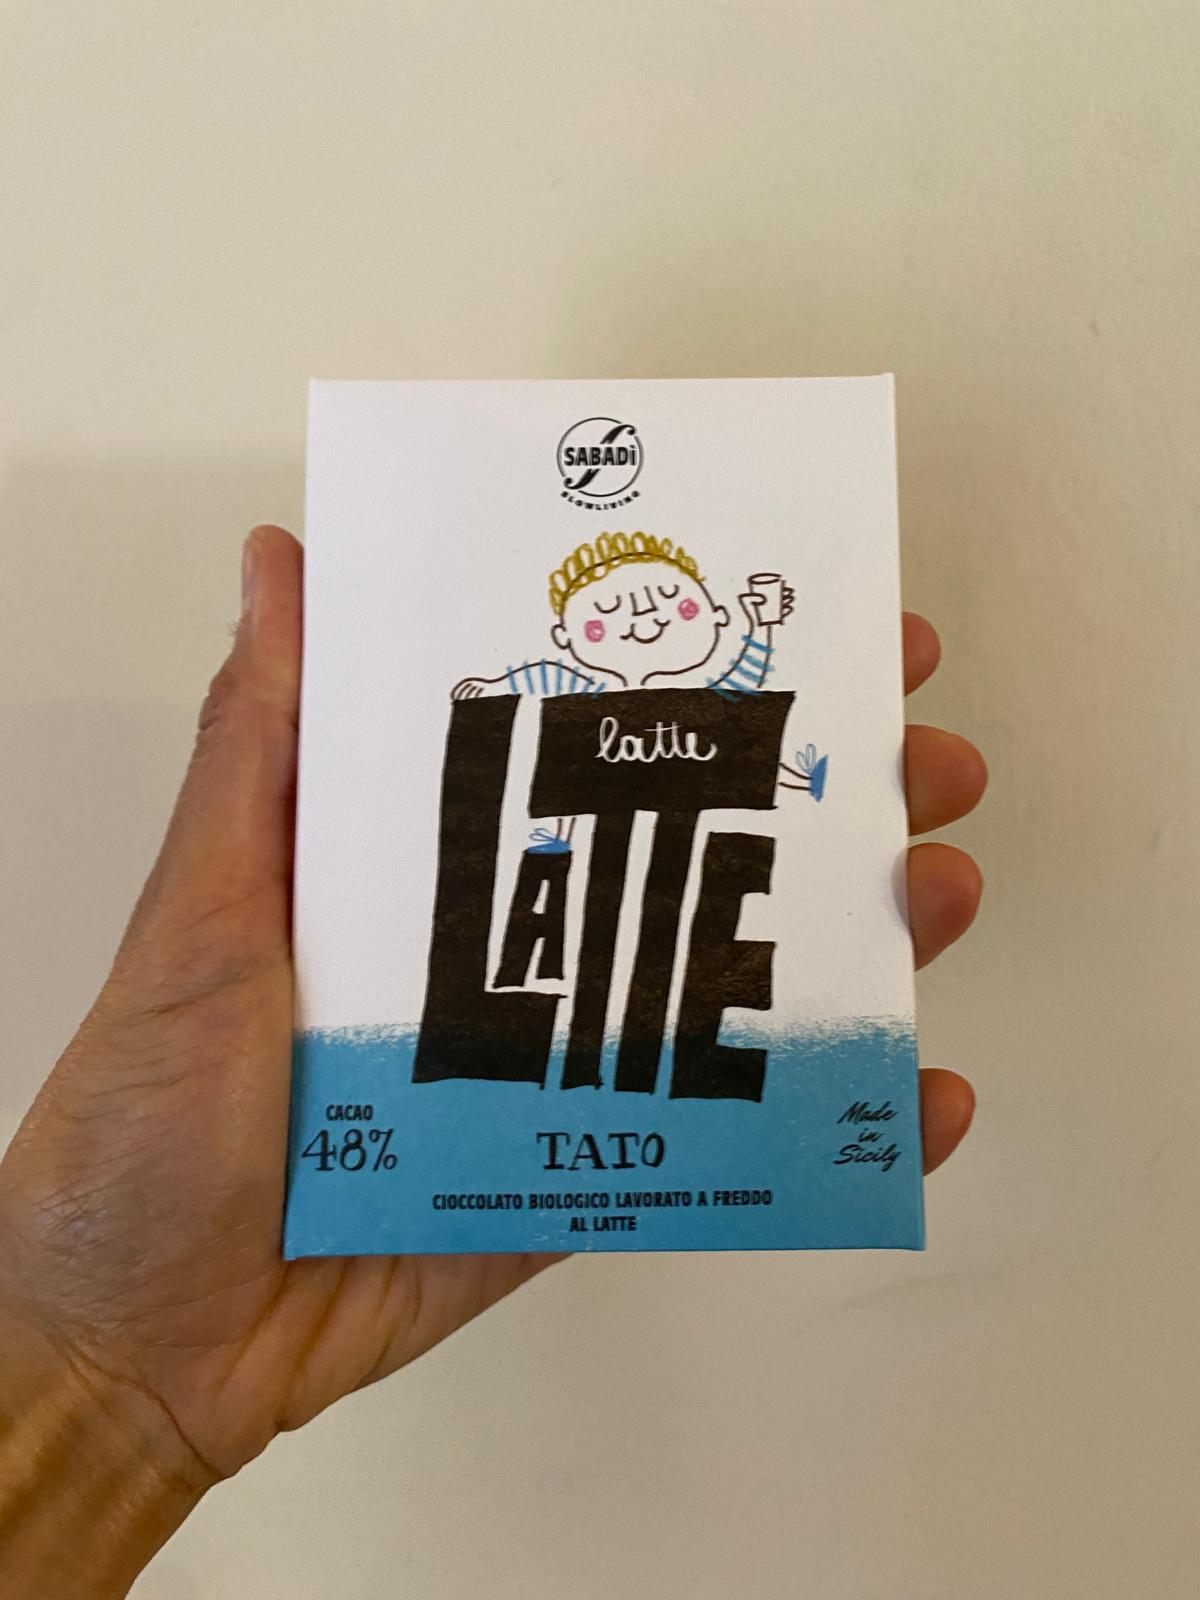 SABADì
SLOWLIVING
latte
LATTE
CACAO
48%
TATO
Made
in
Sicily
CIOCCOLATO BIOLOGICO LAVORATO A FREDDO
AL LATTE